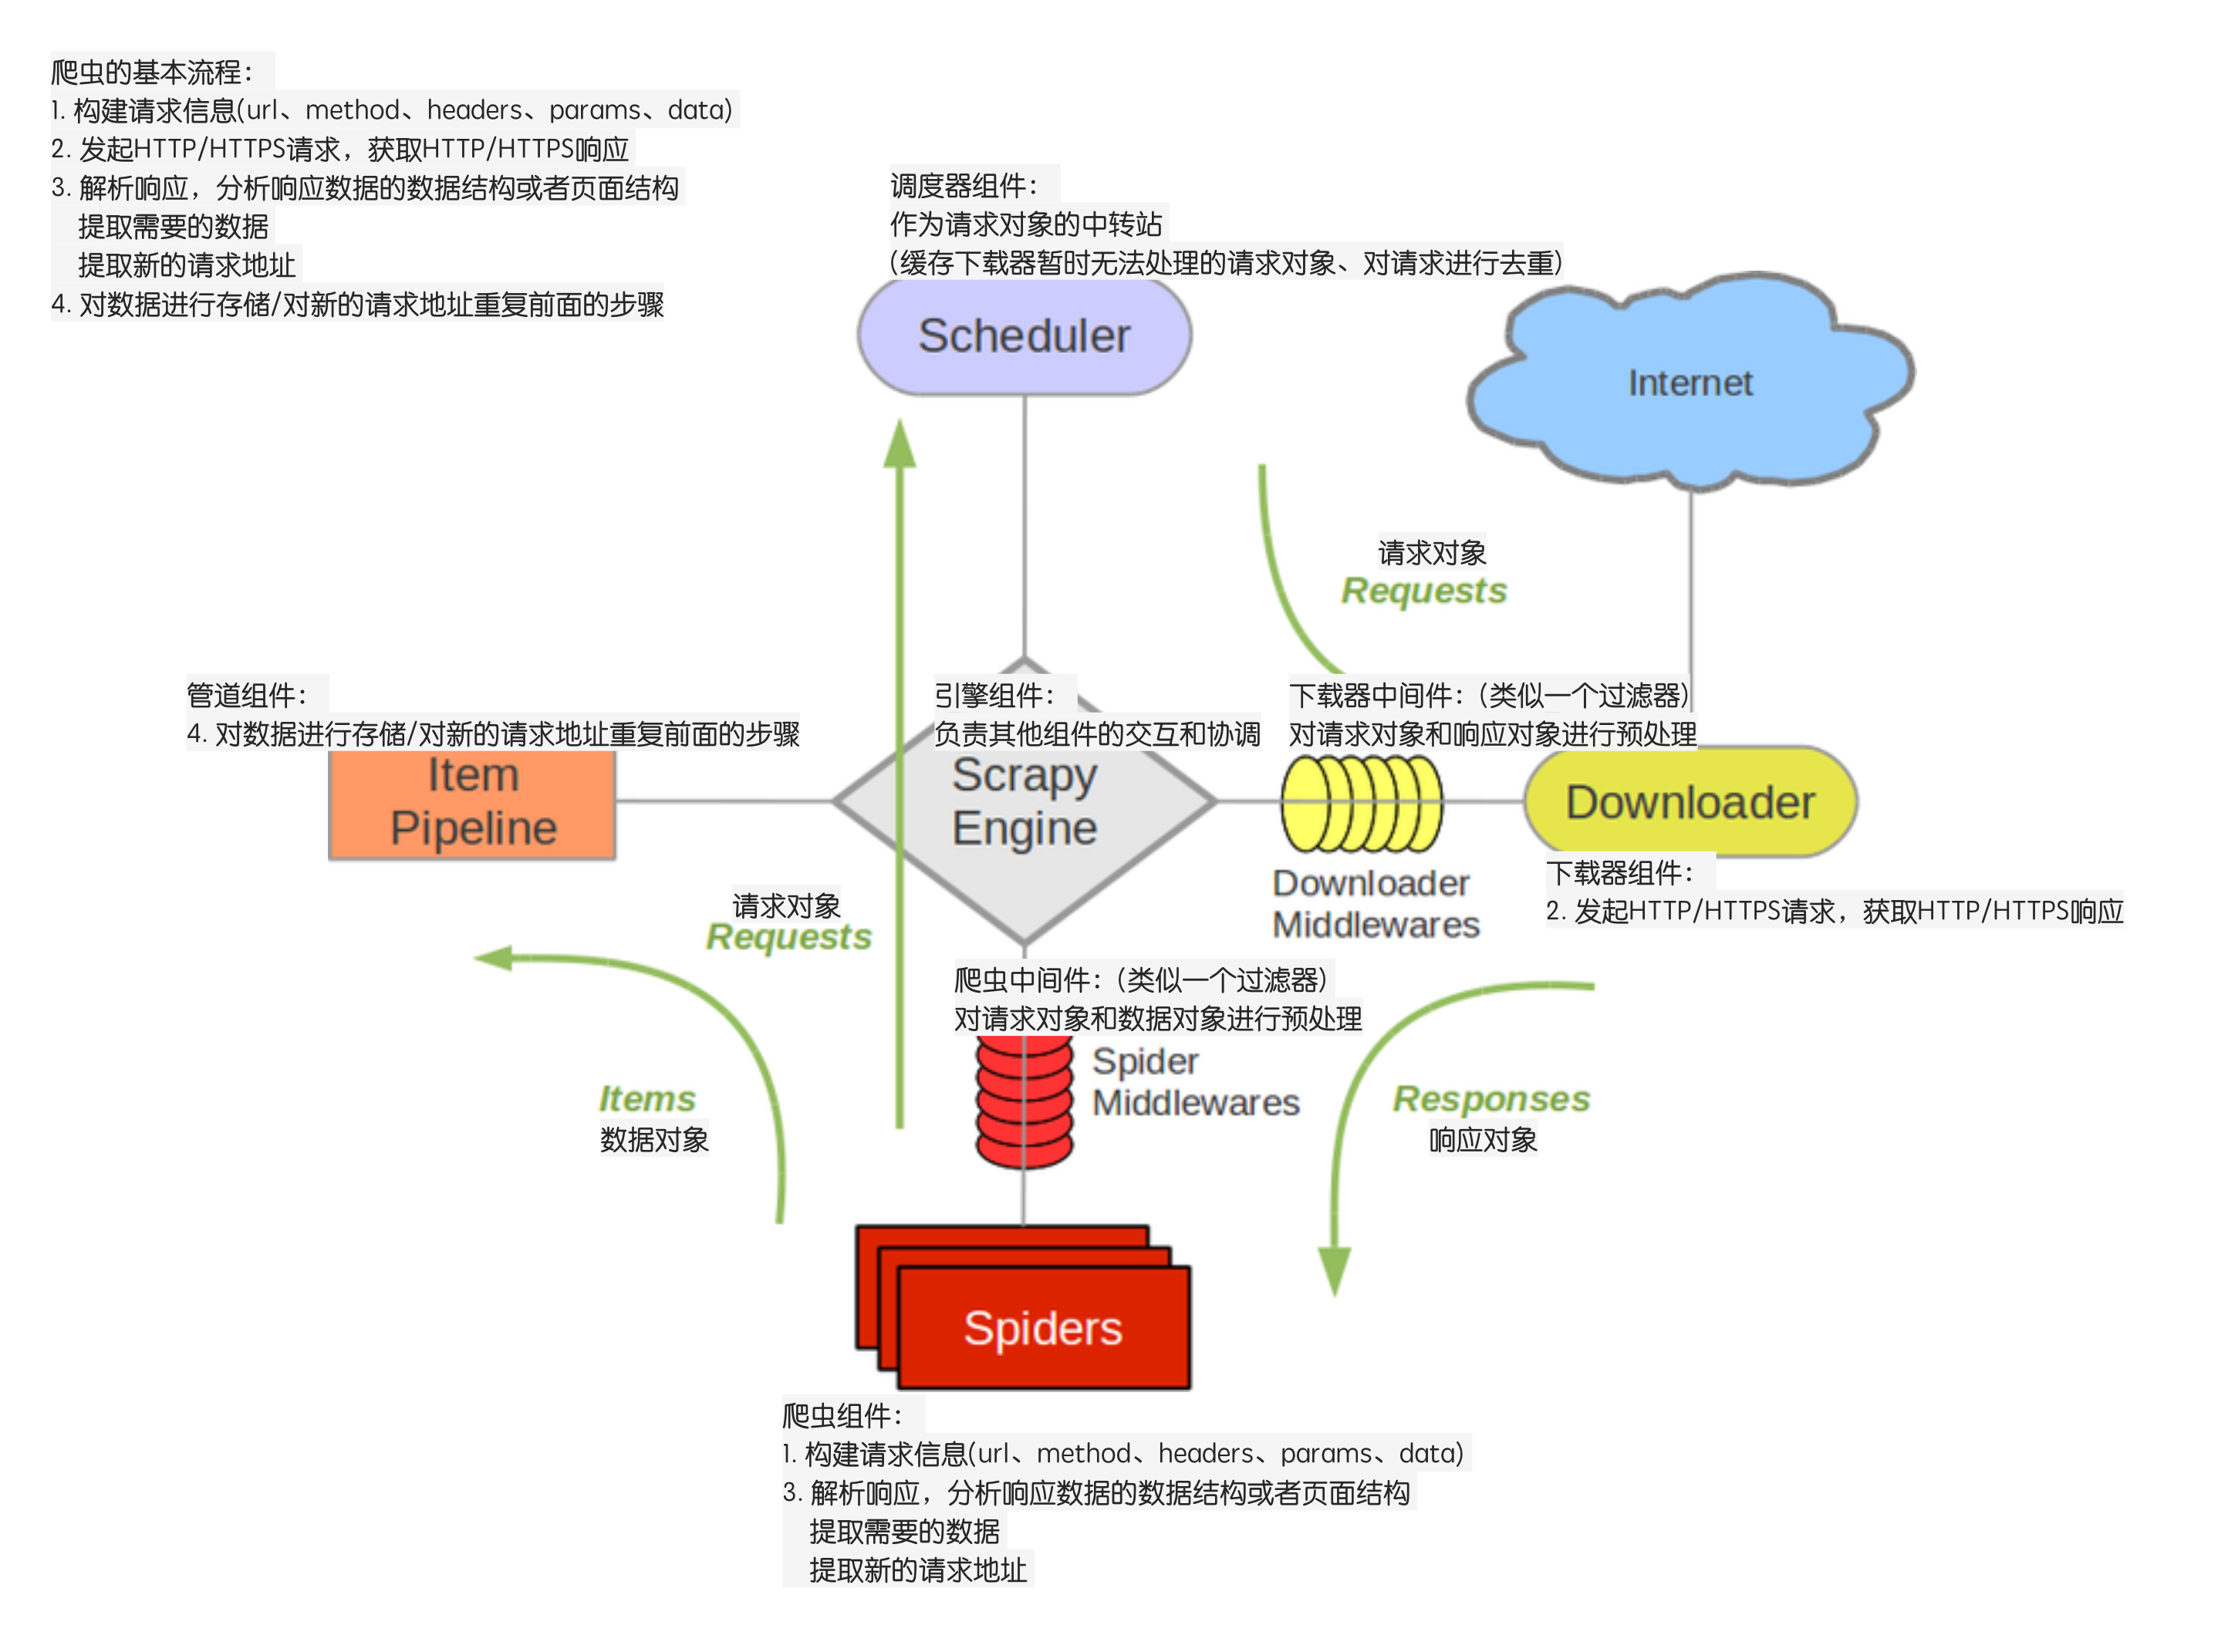 爬虫的基本流程：
1. 构建请求信息(url、method、headers、params、data)
2. 发起HTTP/HTTPS请求，获取HTTP/HTTPS响应
3. 解析响应，分析响应数据的数据结构或者页面结构
提取需要的数据
提取新的请求地址
4. 对数据进行存储/对新的请求地址重复前面的步骤
调度器组件：
作为请求对象的中转站
(缓存下载器暂时无法处理的请求对象、对请求进行去重)
Scheduler
Internet
请求对象
Requests
管道组件：
4. 对数据进行存储/对新的请求地址重复前面的步骤
Item
Pipeline
引擎组件：
负责其他组件的交互和协调
Scrapy
Engine
下载器中间件：(类似一个过滤器)
对请求对象和响应对象进行预处理
Downloader
Middlewares
Downloader
下载器组件：
2. 发起HTTP/HTTPS请求，获取HTTP/HTTPS响应
请求对象
Requests
爬虫中间件：(类似一个过滤器)
对请求对象和数据对象进行预处理
Spider
Middlewares
Items
数据对象
Responses
响应对象
Spiders
爬虫组件：
1. 构建请求信息(url、method、headers、params、data)
3. 解析响应，分析响应数据的数据结构或者页面结构
提取需要的数据
提取新的请求地址